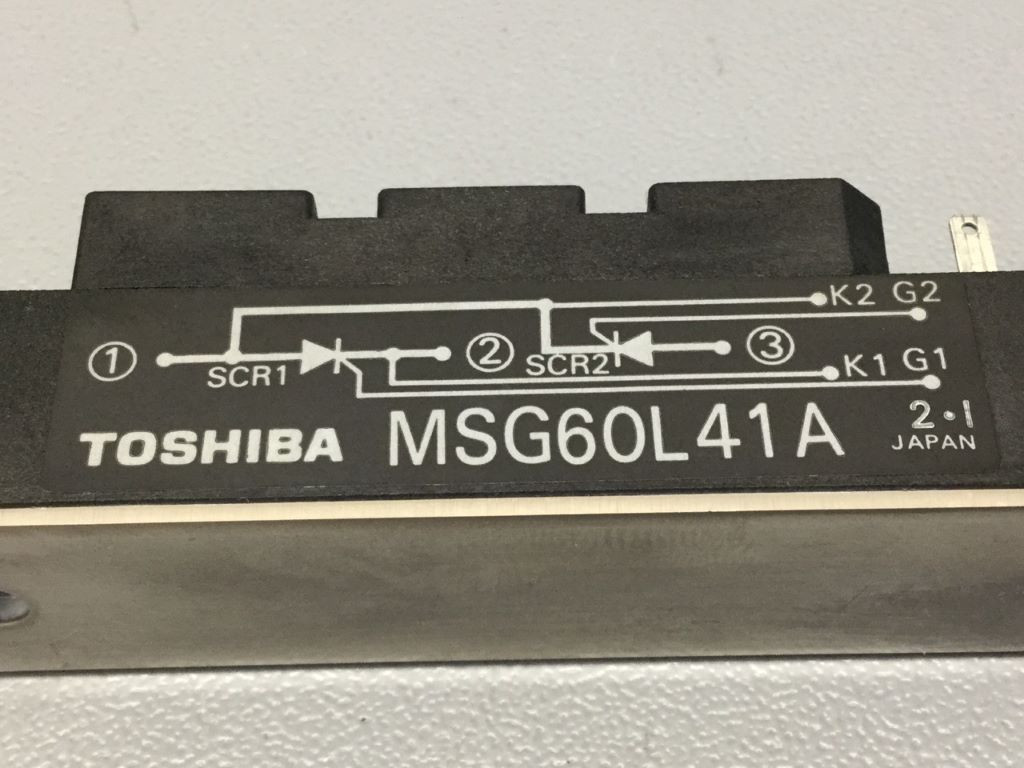 K2 G2
① SCR1 ② SCR2 ③
K1 G1
TOSHIBA MSG60L41A 2·1
JAPAN